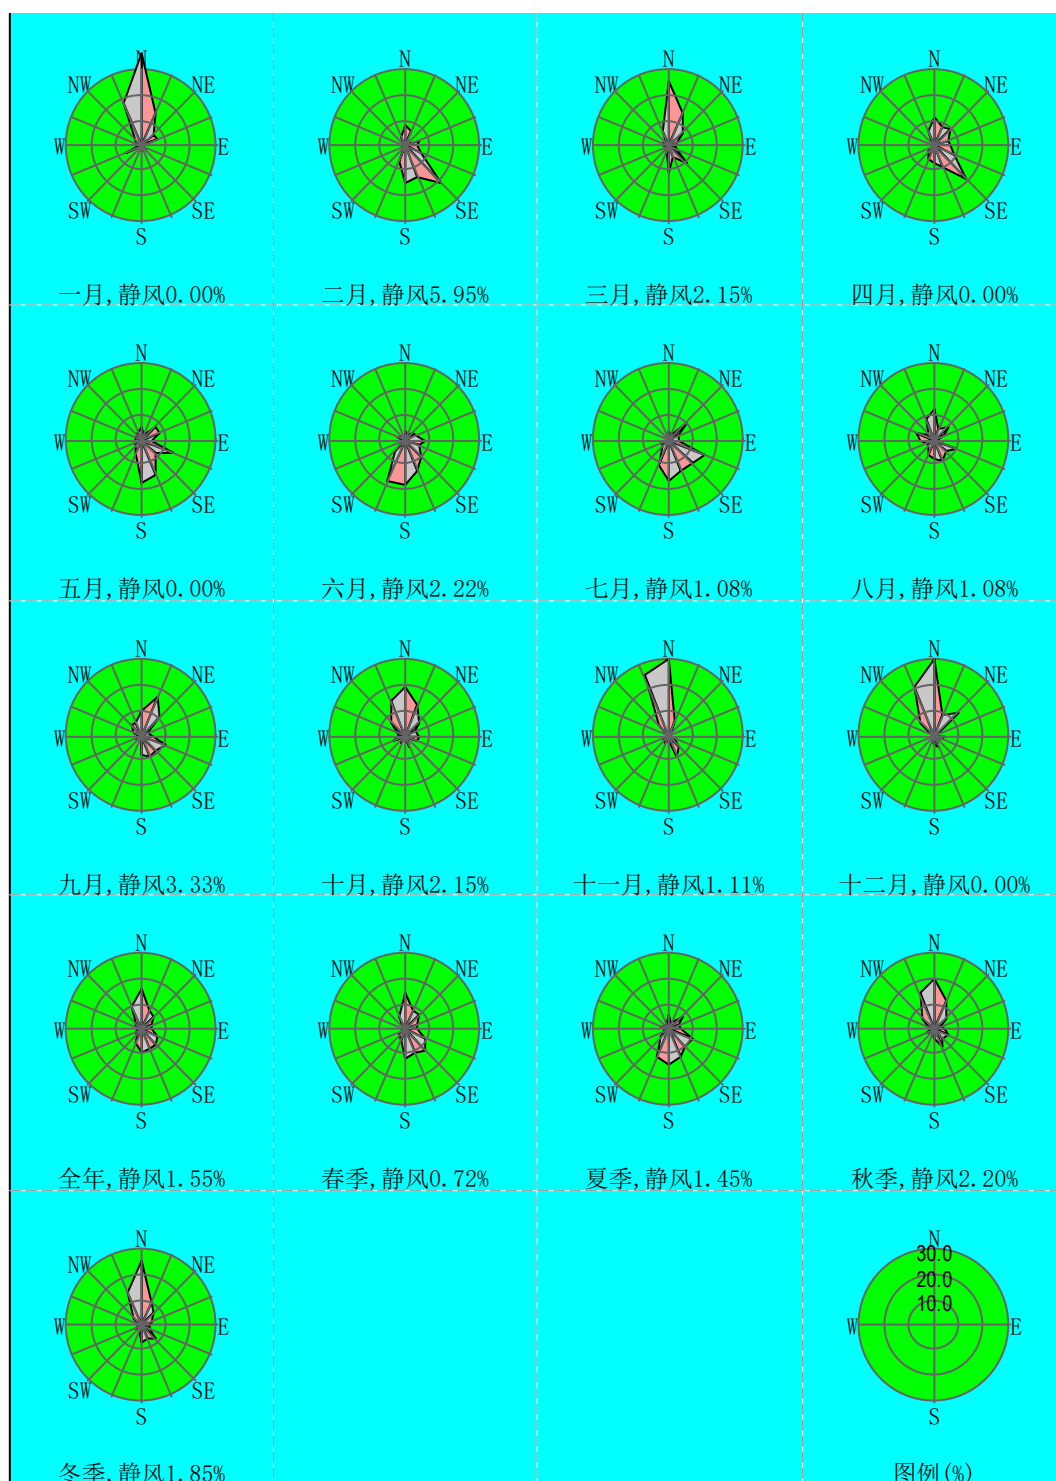 N N N N
NW NE NW NE NW NE NW NE
W E W E W E W E
SW SE SW SE SW SE SW SE
S S S S
一月,静风0.00% 二月,静风5.95% 三月,静风2.15% 四月,静风0.00%
N N N N
NW NE NW NE NW NE NW NE
W E W E W E W E
SW SE SW SE SW SE SW SE
S S S S
五月,静风0.00% 六月,静风2.22% 七月,静风1.08% 八月,静风1.08%
N N N N
NW NE NW NE NW NE NW NE
W E W E W E W E
SW SE SW SE SW SE SW SE
S S S S
九月,静风3.33% 十月,静风2.15% 十一月,静风1.11% 十二月,静风0.00%
N N N N
NW NE NW NE NW NE NW NE
W E W E W E W E
SW SE SW SE SW SE SW SE
S S S S
全年,静风1.55% 春季,静风0.72% 夏季,静风1.45% 秋季,静风2.20%
N N
30.0
NW NE
20.0
10.0
W E W E
SW SE
S S
冬季,静风1.85% 图例(%)